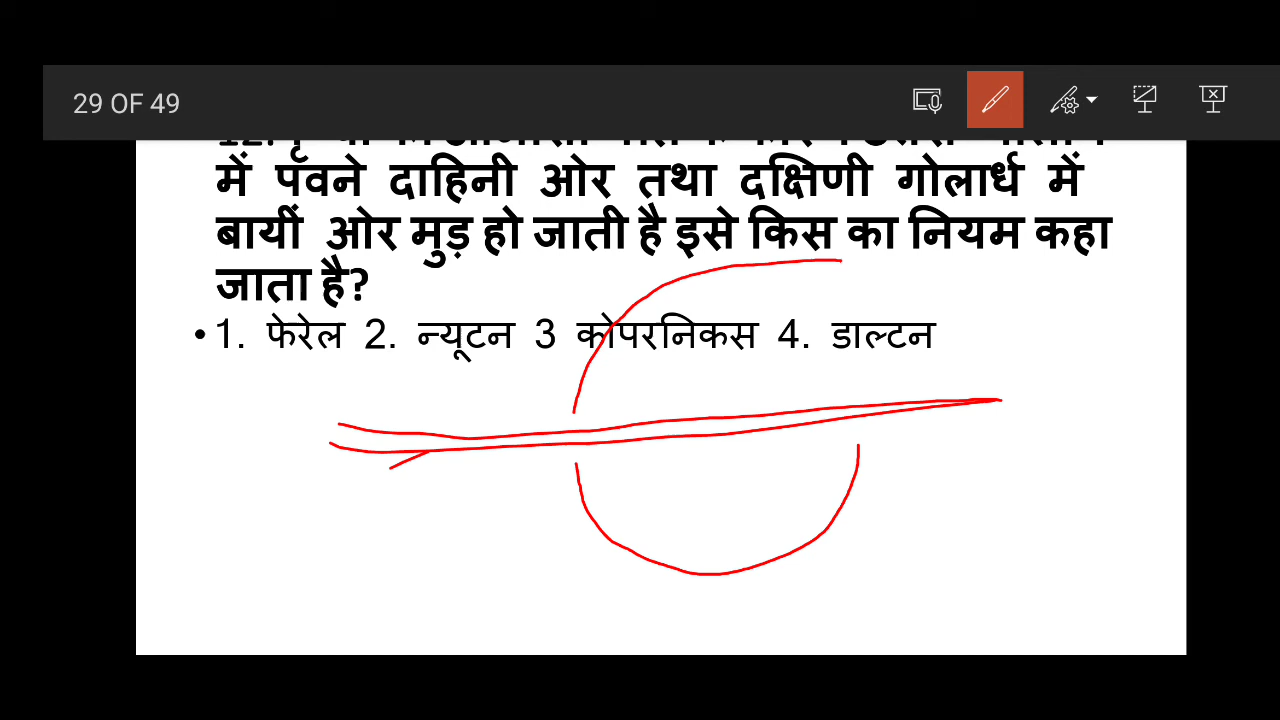 29 OF 49
में पवने दाहिनी ओर तथा दक्षिणी गोलार्ध में
बायीं ओर मुड़ हो जाती है इसे किस का नियम कहा
जाता है?
• 1. फेरेल 2. न्यूटन 3 कोपरनिकस 4. डाल्टन